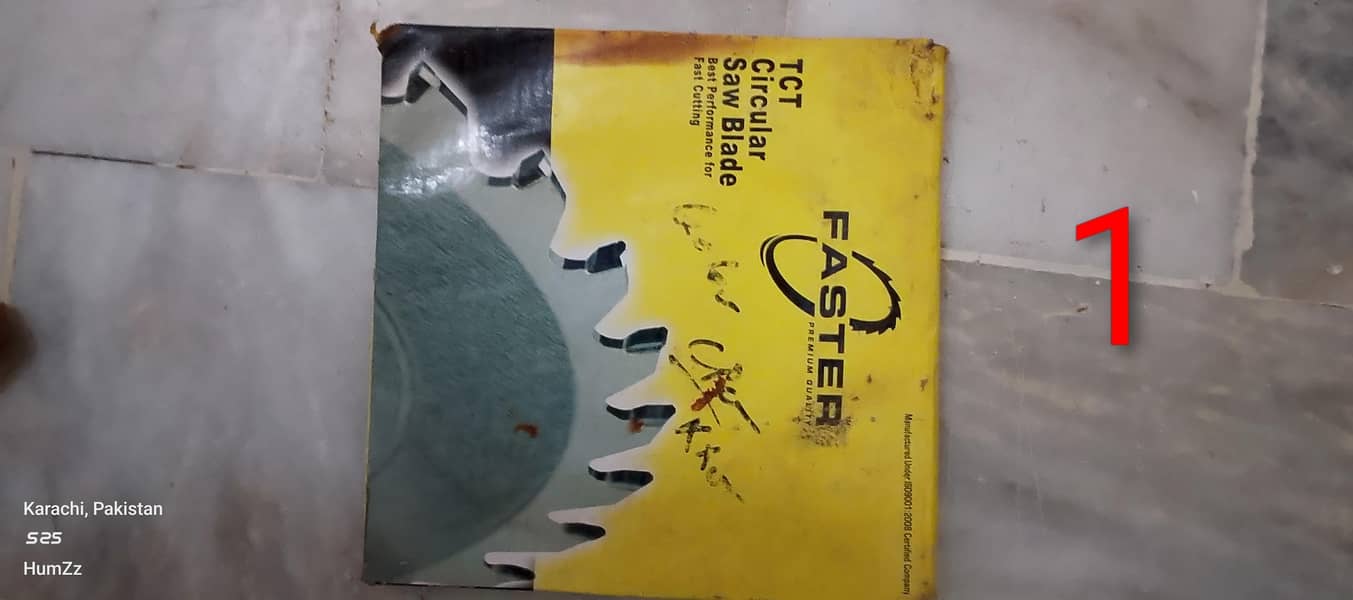 TCT
Circular
Saw Blade
Best Performance for
Fast Cutting
FASTER
PREMIUM QUALITY
Manufactured Under ISO9001:2008 Certified Company
1
Karachi, Pakistan
S25
HumZz